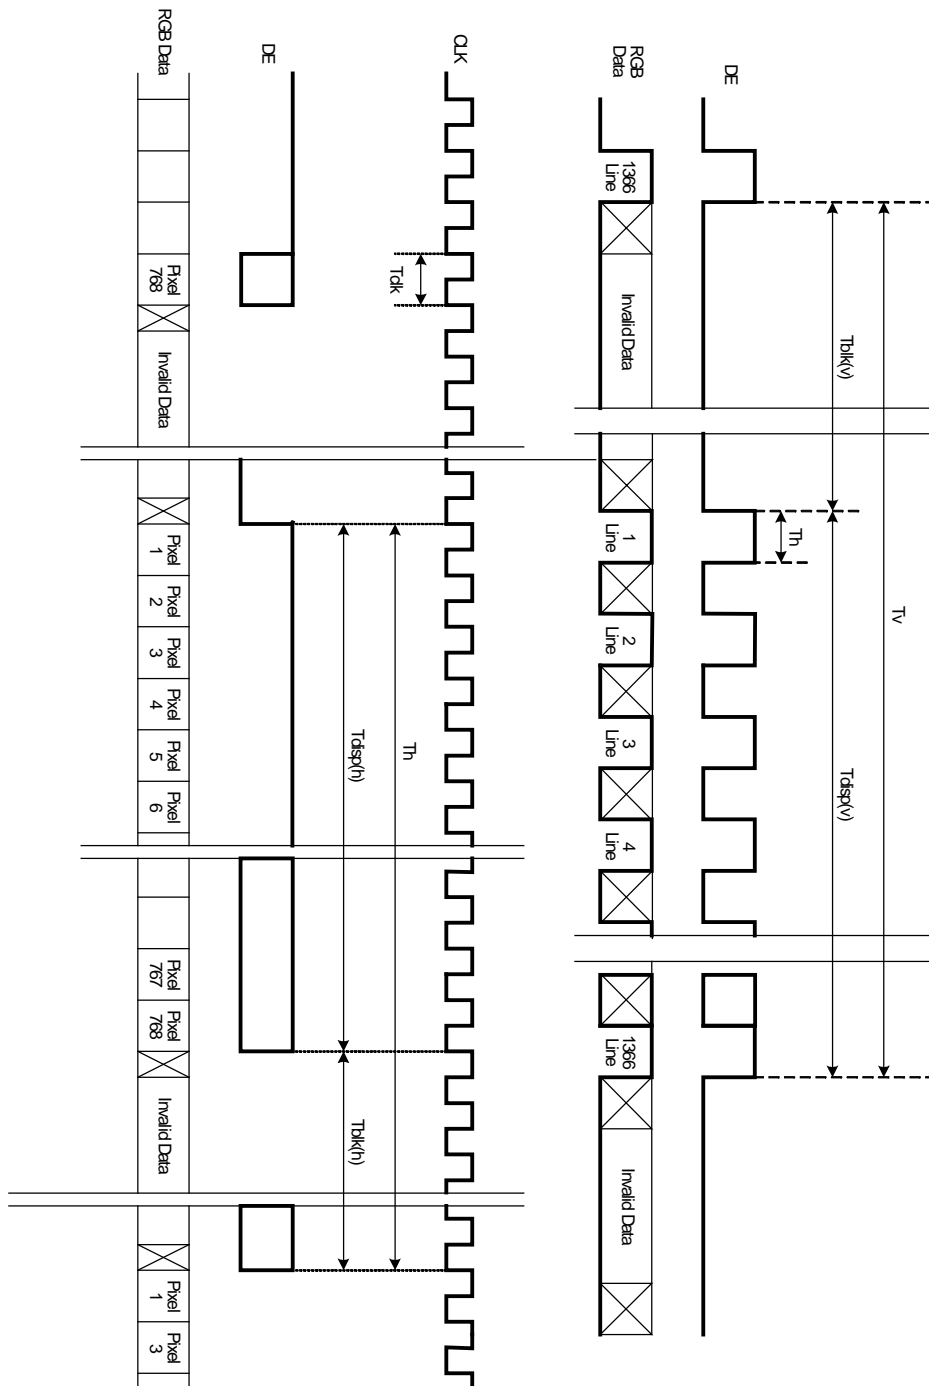 Tv
Tblk(v)
Tdisp(v)
Th
DE
RGB
Data
1366
Line
Invalid Data
1
Line
2
Line
3
Line
4
Line
1366
Line
Invalid Data
CLK
Tclk
Th
Tdisp(h)
Tblk(h)
DE
RGB Data
Pixel
768
Invalid Data
Pixel
1
Pixel
2
Pixel
3
Pixel
4
Pixel
5
Pixel
6
Pixel
767
Pixel
768
Invalid Data
Pixel
1
Pixel
3